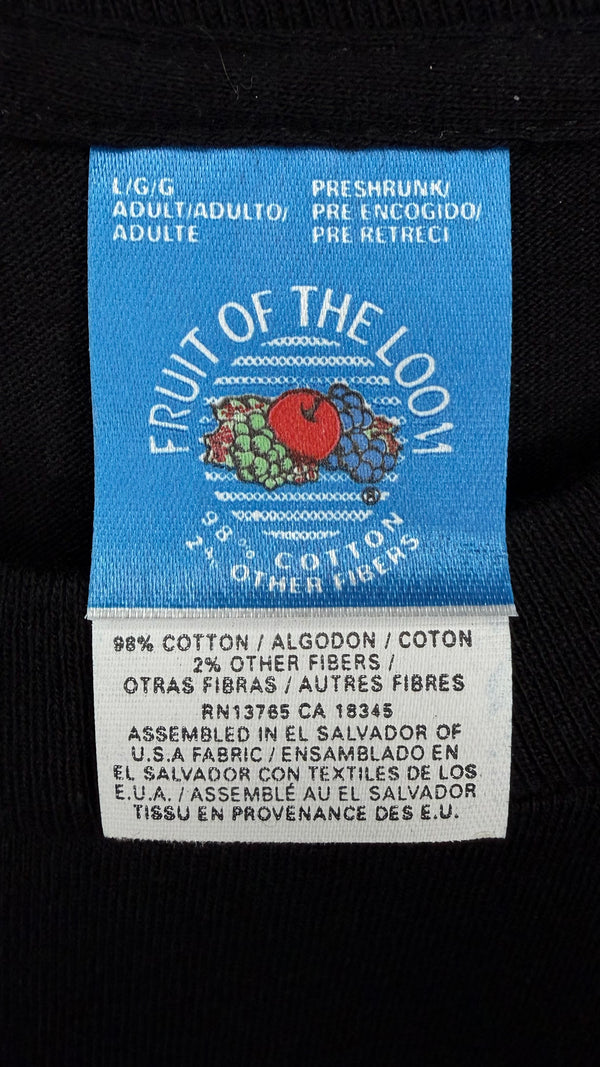 L/G/G
ADULT/ADULTO/
ADULTE
PRESHRUNK/
PRE ENCOGIDO/
PRE RETRECI
FRUIT OF THE LOOM
®
98% COTTON
2% OTHER FIBERS
98% COTTON / ALGODON / COTON
2% OTHER FIBERS /
OTRAS FIBRAS / AUTRES FIBRES
RN13765 CA 18345
ASSEMBLED IN EL SALVADOR OF
U.S.A FABRIC / ENSAMBLADO EN
EL SALVADOR CON TEXTILES DE LOS
E.U.A. / ASSEMBLÉ AU EL SALVADOR
TISSU EN PROVENANCE DES E.U.